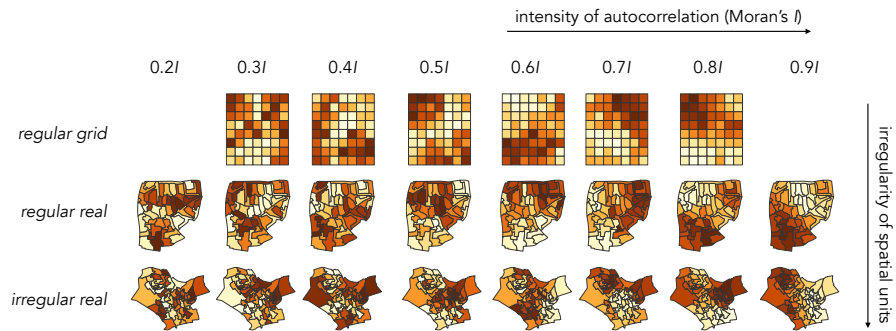 intensity of autocorrelation (Moran's I)
0.2I 0.3I 0.4I 0.5I 0.6I 0.7I 0.8I 0.9I
regular grid
regular real
irregular real
irregularity of spatial units